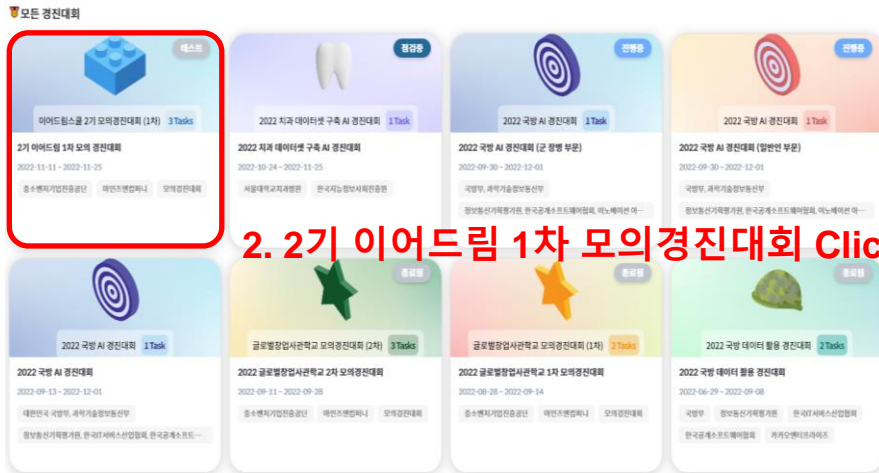 모든 경진대회
테스트
이어드림스쿨 2기 모의경진대회 (1차) 3 Tasks
2기 이어드림 1차 모의 경진대회
2022-11-11 ~ 2022-11-25
중소벤처기업진흥공단 마인즈앤컴퍼니 모의경진대회
점검중
2022 치과 데이터셋 구축 AI 경진대회 1 Task
2022 치과 데이터셋 구축 AI 경진대회
2022-10-24 ~ 2022-11-25
서울대학교치과병원 한국지능정보사회진흥원
진행중
2022 국방 AI 경진대회 1 Task
2022 국방 AI 경진대회 (군 장병 부문)
2022-09-30 ~ 2022-12-01
국방부, 과학기술정보통신부
정보통신기획평가원, 한국공개소프트웨어협회, 이노베이션 아…
진행중
2022 국방 AI 경진대회 1 Task
2022 국방 AI 경진대회 (일반인 부문)
2022-09-30 ~ 2022-12-01
국방부, 과학기술정보통신부
정보통신기획평가원, 한국공개소프트웨어협회, 이노베이션 아…
2. 2기 이어드림 1차 모의경진대회 Clic
2022 국방 AI 경진대회 1 Task
2022 국방 AI 경진대회
2022-09-13 ~ 2022-12-01
대한민국 국방부, 과학기술정보통신부
정보통신기획평가원, 한국IT서비스산업협회, 한국공개소프트…
종료됨
글로벌창업사관학교 모의경진대회 (2차) 3 Tasks
2022 글로벌창업사관학교 2차 모의경진대회
2022-09-11 ~ 2022-09-28
중소벤처기업진흥공단 마인즈앤컴퍼니 모의경진대회
종료됨
글로벌창업사관학교 모의경진대회 (1차) 2 Tasks
2022 글로벌창업사관학교 1차 모의경진대회
2022-08-28 ~ 2022-09-14
중소벤처기업진흥공단 마인즈앤컴퍼니 모의경진대회
종료됨
2022 국방 데이터 활용 경진대회 2 Tasks
2022 국방 데이터 활용 경진대회
2022-06-29 ~ 2022-09-08
국방부 정보통신기획평가원 한국IT서비스산업협회
한국공개소프트웨어협회 카카오엔터프라이즈